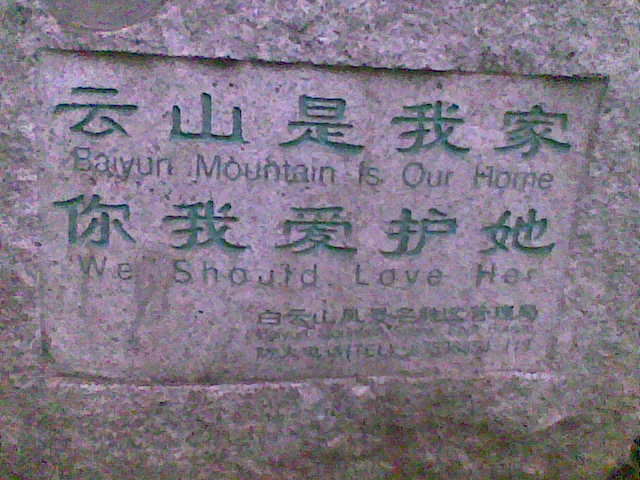 云山是我家
Baiyun Mountain Is Our Home
你我爱护她
We Should Love Her
白云山风景名胜区管理局